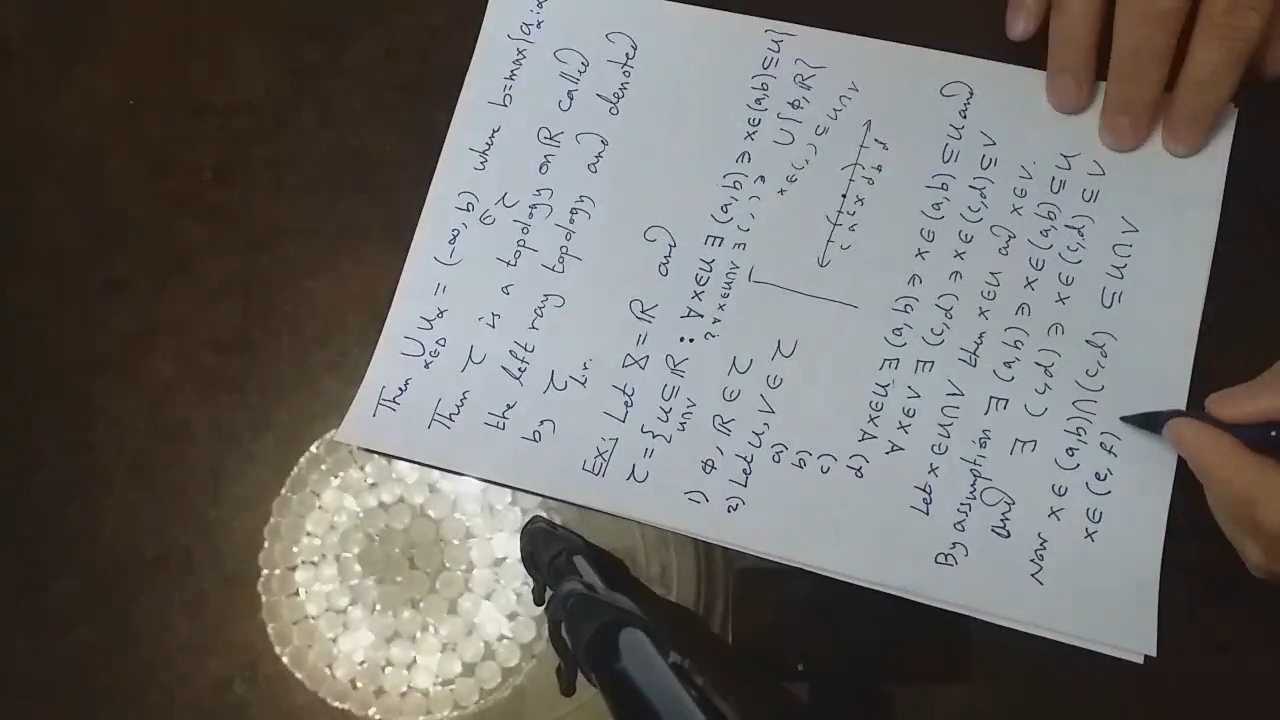 Then ⋃ U_α = (-∞, b) where b = max{a_α : α
α∈Δ ∈ τ
Then τ is a topology on ℝ called
the left ray topology and denoted
by τ_l.r.
Ex: Let X = ℝ and
τ = {U ⊆ ℝ : ∀ x ∈ U ∃ (a,b) ∋ x ∈ (a,b) ⊆ U}
U∩V ∀ x ∈ U∩V ∃ ( , ) ∋ x ∈ ( , ) ⊆ U∩V
∪ {φ, ℝ}
1) φ, ℝ ∈ τ
2) Let U, V ∈ τ
(a)
(b)
(c)
(d)
c a x b d
∀ x ∈ U ∃ (a,b) ∋ x ∈ (a,b) ⊆ U and
∀ x ∈ V ∃ (c,d) ∋ x ∈ (c,d) ⊆ V
Let x ∈ U∩V then x ∈ U and x ∈ V.
By assumption ∃ (a,b) ∋ x ∈ (a,b) ⊆ U
and ∃ (c,d) ∋ x ∈ (c,d) ⊆ V
Now x ∈ (a,b) ∩ (c,d) ⊆ U∩V
x ∈ (e, f)